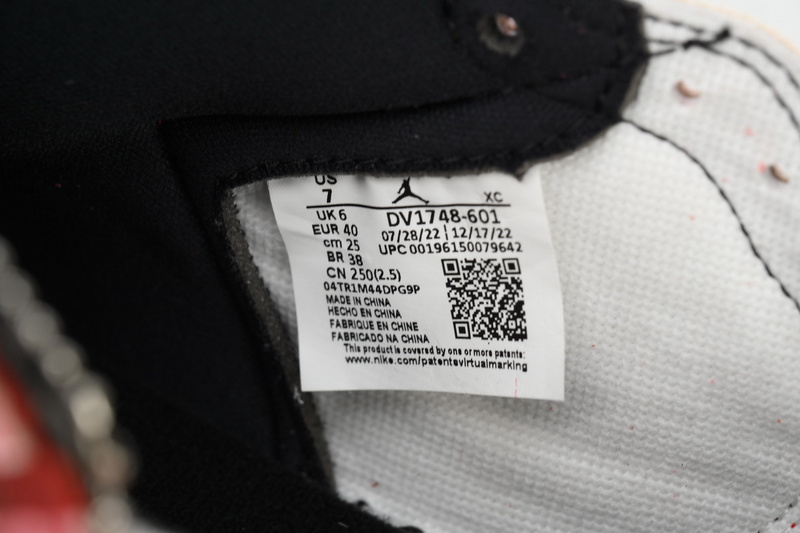 US
7
XC
UK 6
DV1748-601
EUR 40
07/28/22 | 12/17/22
cm 25
UPC 00196150079642
BR 38
CN 250(2.5)
04TR1M44DPG9P
MADE IN CHINA
HECHO EN CHINA
FABRIQUE EN CHINE
FABRICADO NA CHINA
This product is covered by one or more patents:
www.nike.com/patentsvirtualmarking